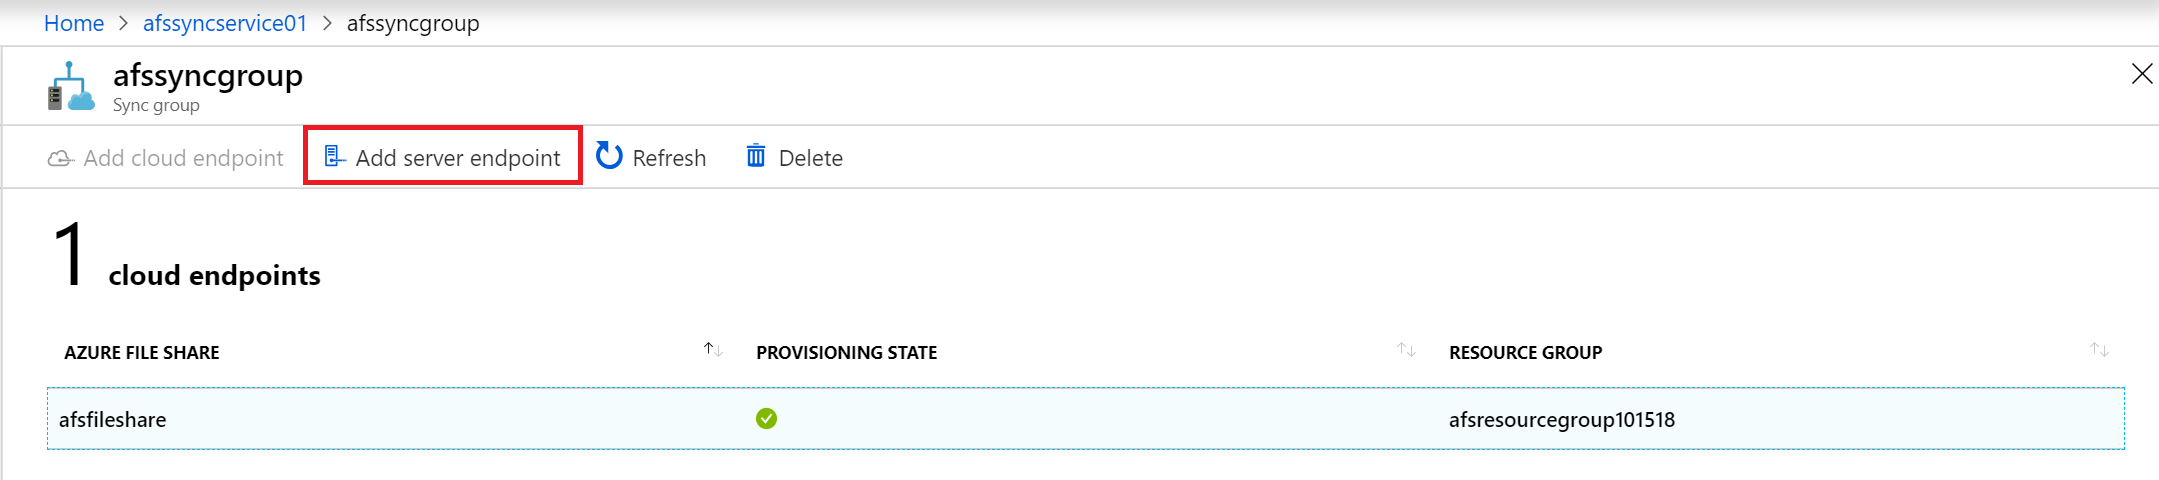 Home > afssyncservice01 > afssyncgroup
afssyncgroup
Sync group
Add cloud endpoint Add server endpoint Refresh Delete
1 cloud endpoints
AZURE FILE SHARE PROVISIONING STATE RESOURCE GROUP
afsfileshare afsresourcegroup101518